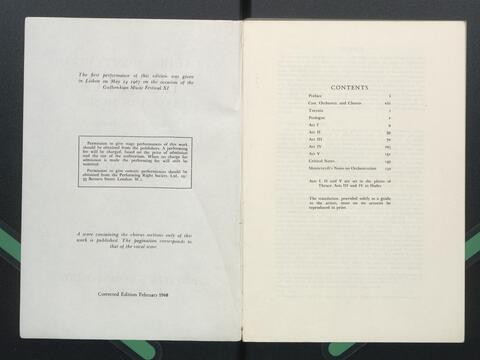 The first performance of this edition was given
in Lisbon on May 24 1967 on the occasion of the
Gulbenkian Music Festival XI
Permission to give stage performances of this work
should be obtained from the publishers. A performing
fee will be charged, based on the price of admission
and the size of the auditorium. When no charge for
admission is made the performing fee will still be
required.
Permission to give concert performances should be
obtained from the Performing Right Society, Ltd, 29-
33 Berners Street London, W.1.
A score containing the chorus sections only of this
work is published. The pagination corresponds to
that of the vocal score.
Corrected Edition February 1968
CONTENTS
Preface
Cast, Orchestra, and Chorus viii
Toccata 1
Prologue
Act I
Act II
Act III
Act IV
Act V
Critical Notes
Monteverdi's Notes on Orchestration
Acts I, II and V are set in the plains of
Thrace, Acts III and IV in Hades
The translation, provided solely as a guide
to the action, must on no account be
reproduced in print.